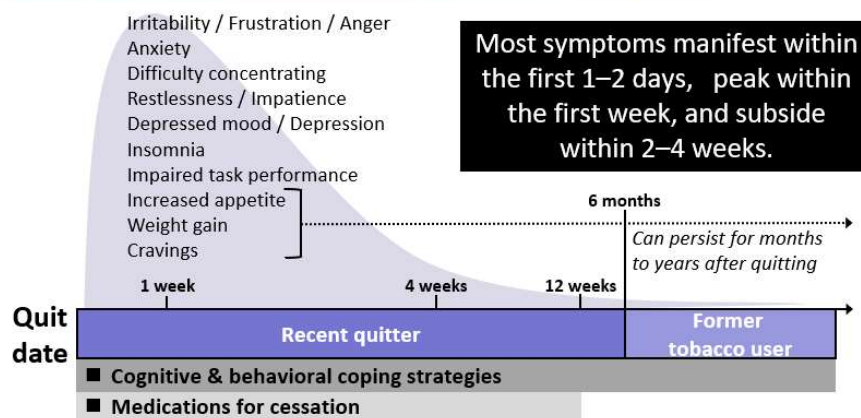 Irritability / Frustration / Anger
Anxiety
Difficulty concentrating
Restlessness / Impatience
Depressed mood / Depression
Insomnia
Impaired task performance
Increased appetite
Weight gain
Cravings
Most symptoms manifest within
the first 1–2 days, peak within
the first week, and subside
within 2–4 weeks.
6 months
Can persist for months
to years after quitting
1 week
4 weeks
12 weeks
Quit
date
Recent quitter
Former
tobacco user
■ Cognitive & behavioral coping strategies
■ Medications for cessation